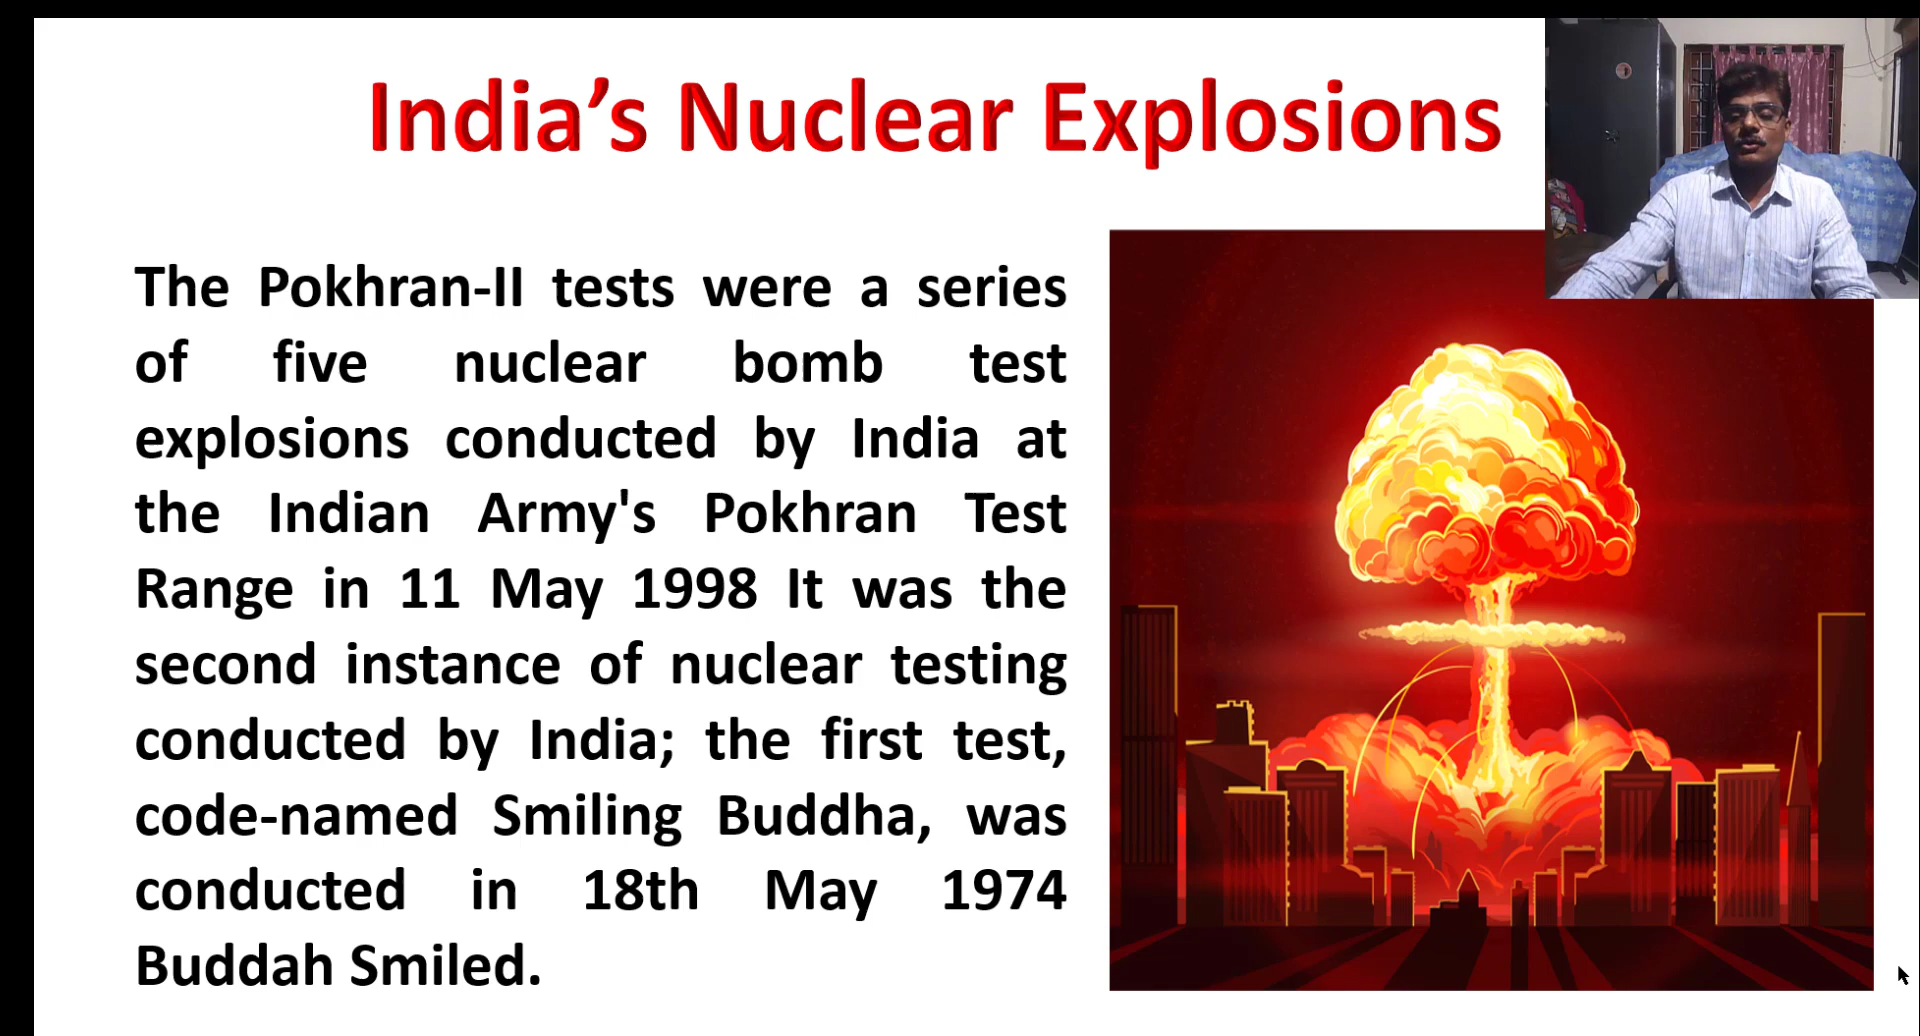 India’s Nuclear Explosions
The Pokhran-II tests were a series
of five nuclear bomb test
explosions conducted by India at
the Indian Army's Pokhran Test
Range in 11 May 1998 It was the
second instance of nuclear testing
conducted by India; the first test,
code-named Smiling Buddha, was
conducted in 18th May 1974
Buddah Smiled.